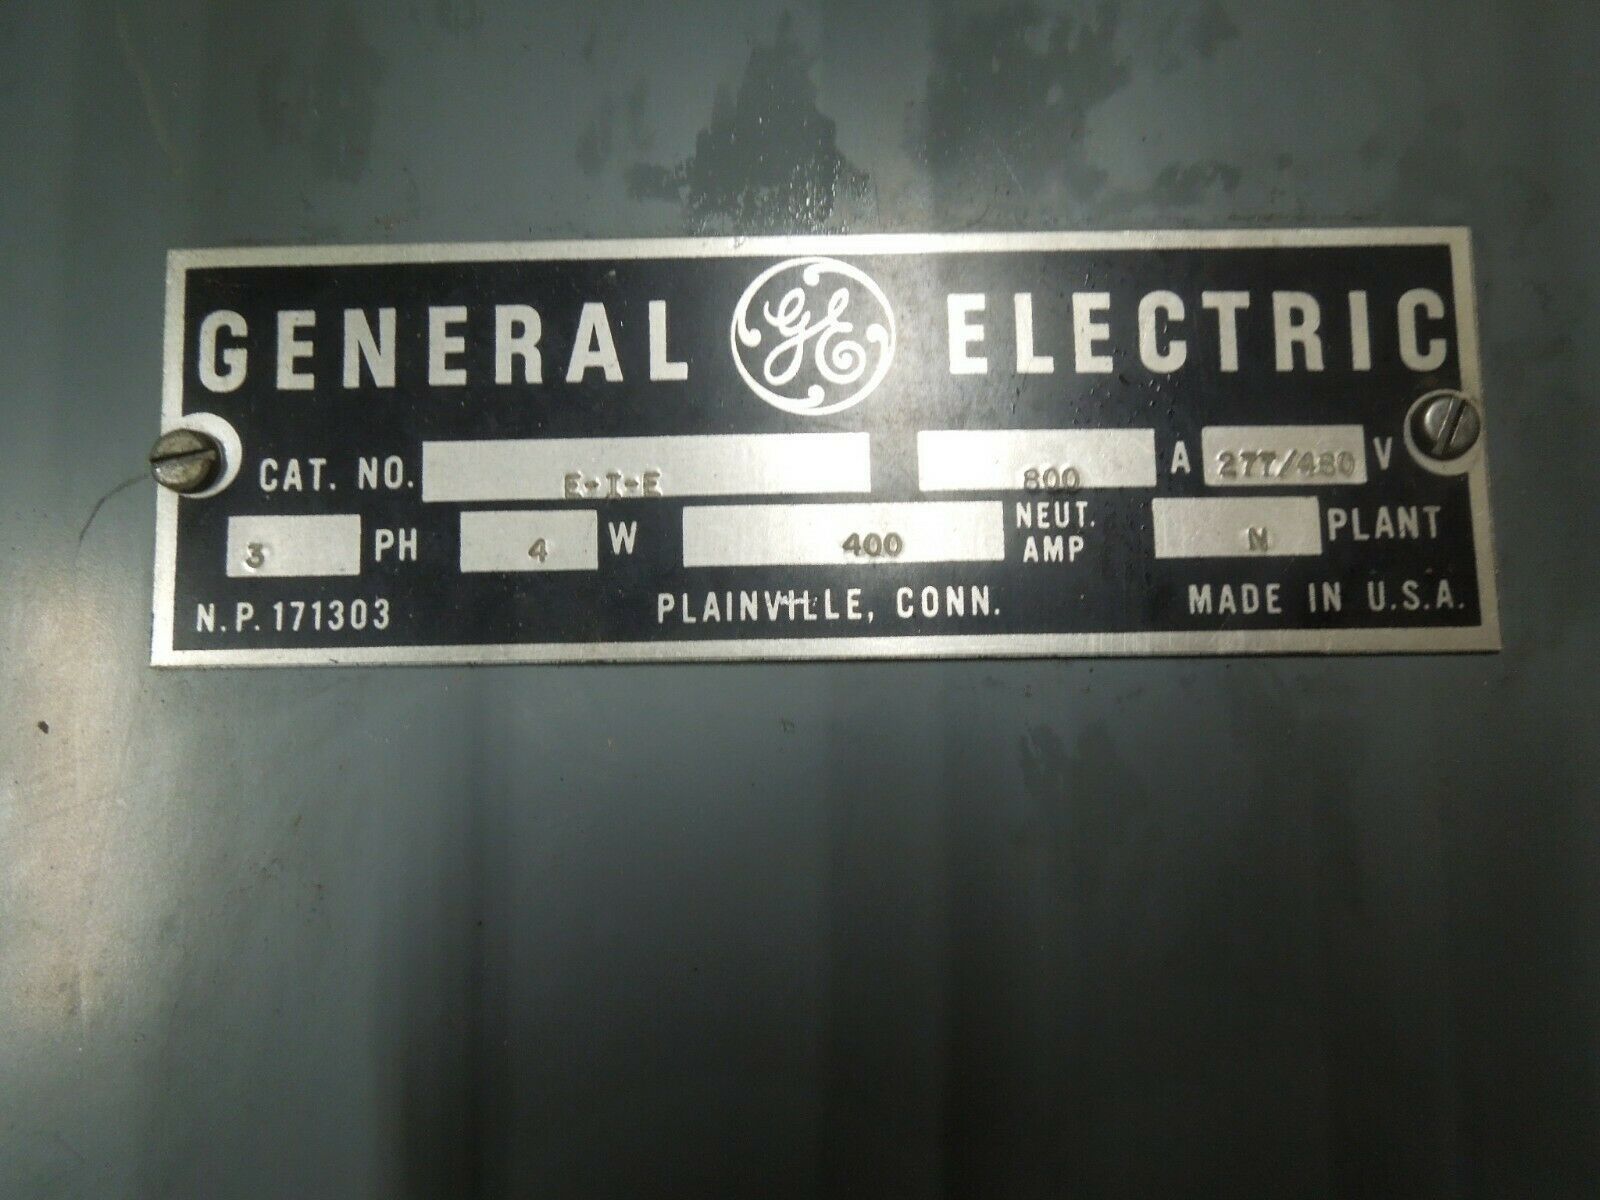 GENERAL GE ELECTRIC
CAT. NO. E-I-E 800 A 277/480 V
3 PH 4 W 400 NEUT. AMP N PLANT
N.P. 171303 PLAINVILLE, CONN. MADE IN U.S.A.